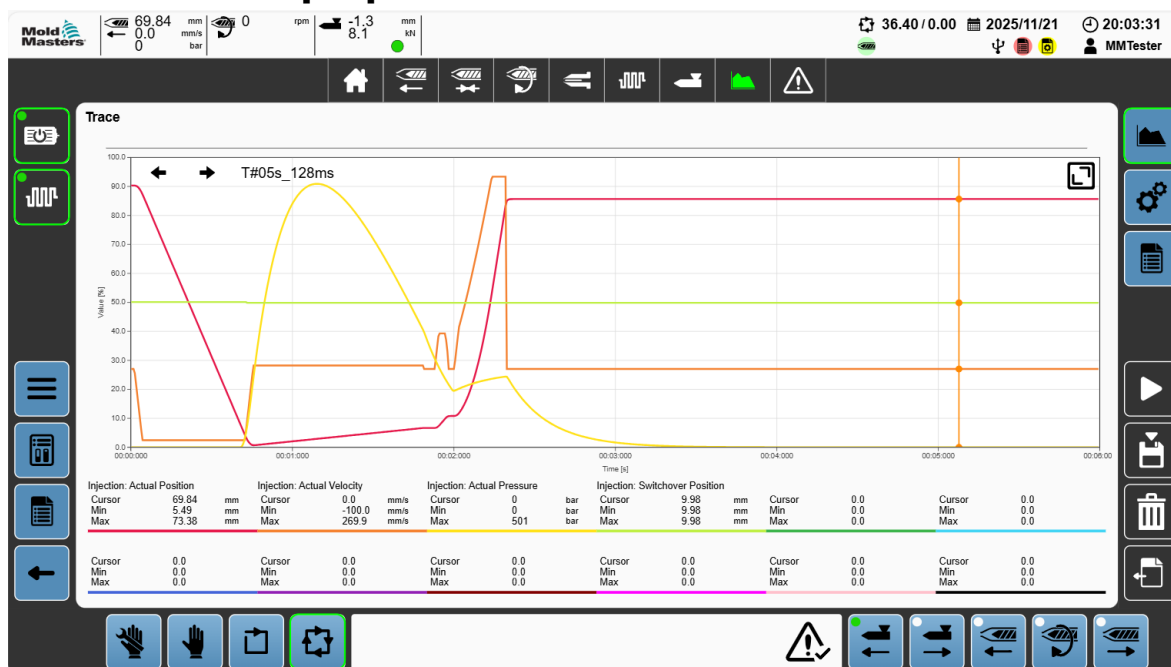 Mold
Masters
69.84 mm
0.0 mm/s
0 bar
0 rpm
-1.3 mm
8.1 kN
36.40 / 0.00
2025/11/21
20:03:31
MMTester
Trace
T#05s_128ms
Value [%]
100.0
90.0
80.0
70.0
60.0
50.0
40.0
30.0
20.0
10.0
0.0
00:00:000 00:01:000 00:02:000 00:03:000 00:04:000 00:05:000 00:06:00
Time [s]
Injection: Actual Position Injection: Actual Velocity Injection: Actual Pressure Injection: Switchover Position
Cursor 69.84 mm Cursor 0.0 mm/s Cursor 0 bar Cursor 9.98 mm Cursor 0.0 Cursor 0.0
Min 5.49 mm Min -100.0 mm/s Min 0 bar Min 9.98 mm Min 0.0 Min 0.0
Max 73.38 mm Max 269.9 mm/s Max 501 bar Max 9.98 mm Max 0.0 Max 0.0
Cursor 0.0 Cursor 0.0 Cursor 0.0 Cursor 0.0 Cursor 0.0 Cursor 0.0
Min 0.0 Min 0.0 Min 0.0 Min 0.0 Min 0.0 Min 0.0
Max 0.0 Max 0.0 Max 0.0 Max 0.0 Max 0.0 Max 0.0